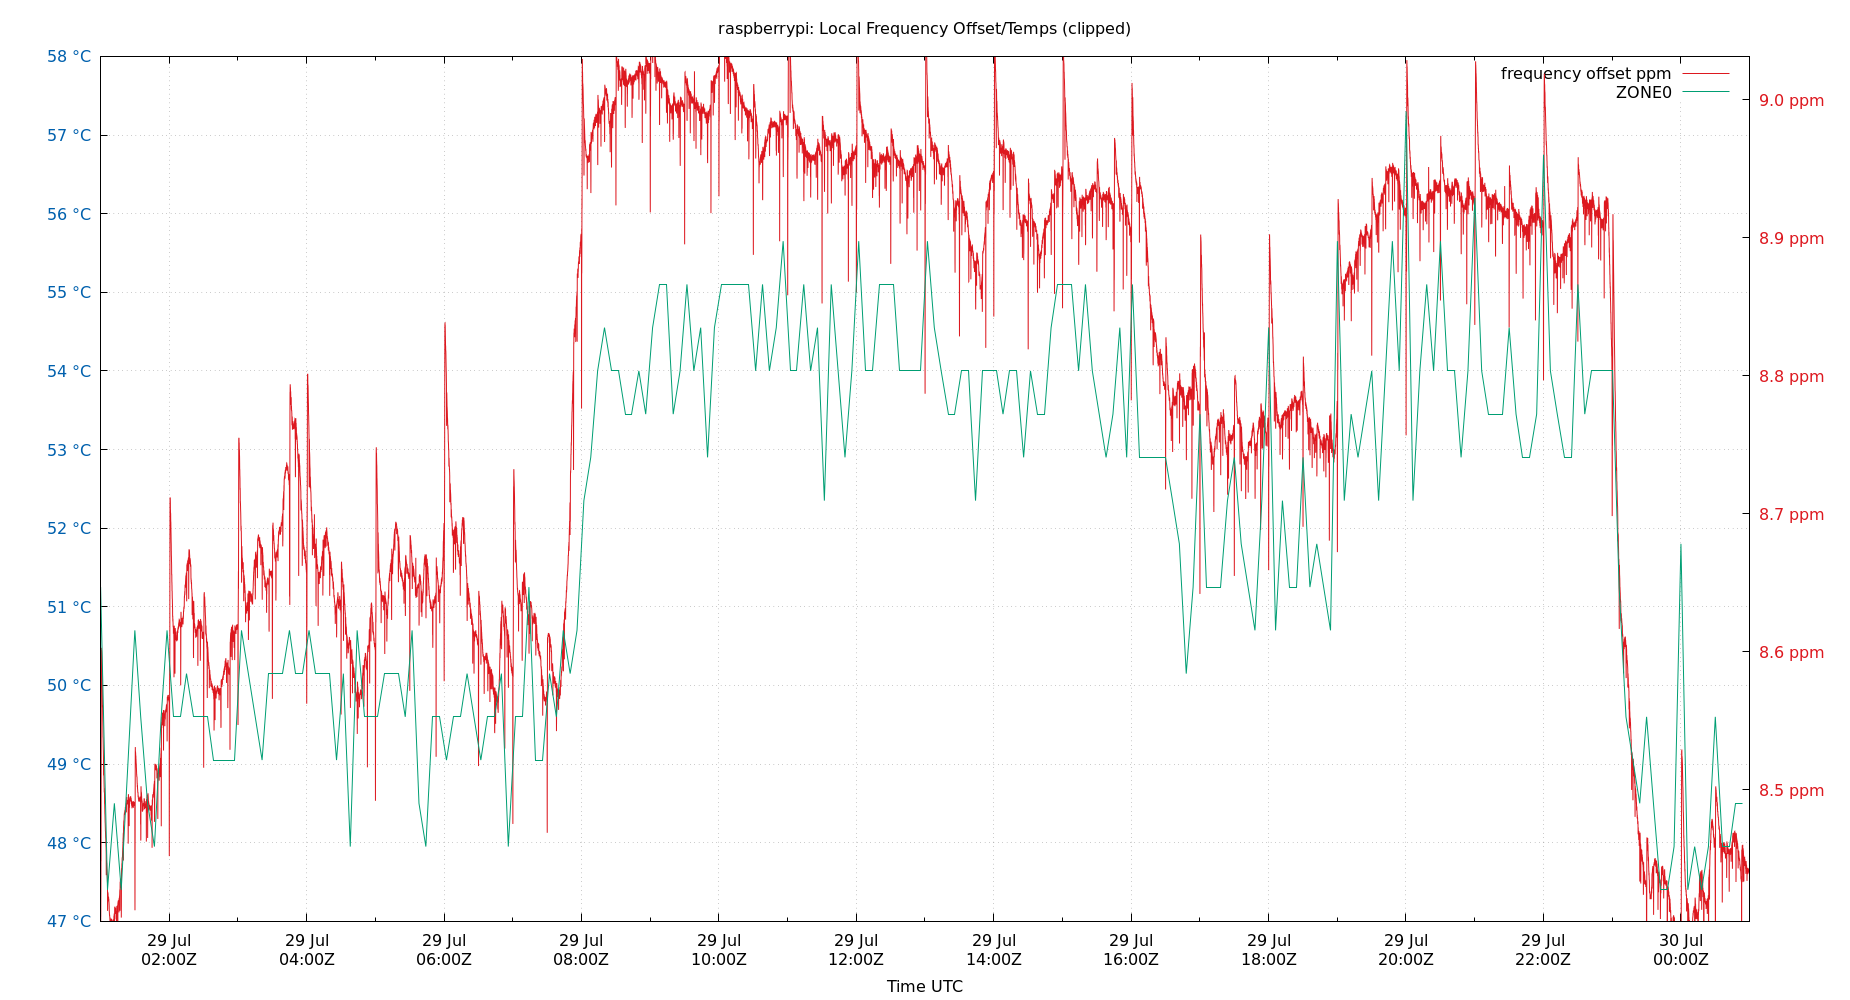 raspberrypi: Local Frequency Offset/Temps (clipped)
58 °C
57 °C
56 °C
55 °C
54 °C
53 °C
52 °C
51 °C
50 °C
49 °C
48 °C
47 °C
frequency offset ppm
ZONE0
9.0 ppm
8.9 ppm
8.8 ppm
8.7 ppm
8.6 ppm
8.5 ppm
29 Jul 29 Jul 29 Jul 29 Jul 29 Jul 29 Jul 29 Jul 29 Jul 29 Jul 29 Jul 29 Jul 30 Jul
02:00Z 04:00Z 06:00Z 08:00Z 10:00Z 12:00Z 14:00Z 16:00Z 18:00Z 20:00Z 22:00Z 00:00Z
Time UTC